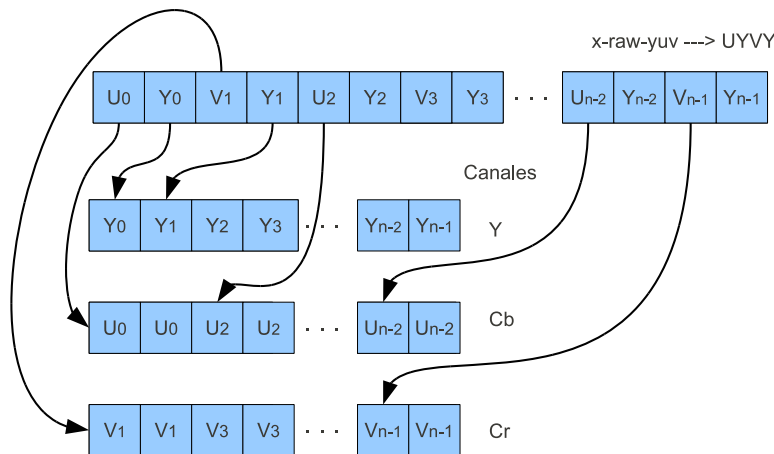 x-raw-yuv ---> UYVY
U0 Y0 V1 Y1 U2 Y2 V3 Y3 . . . Un-2 Yn-2 Vn-1 Yn-1
Canales
Y0 Y1 Y2 Y3 . . . Yn-2 Yn-1 Y
U0 U0 U2 U2 . . . Un-2 Un-2 Cb
V1 V1 V3 V3 . . . Vn-1 Vn-1 Cr